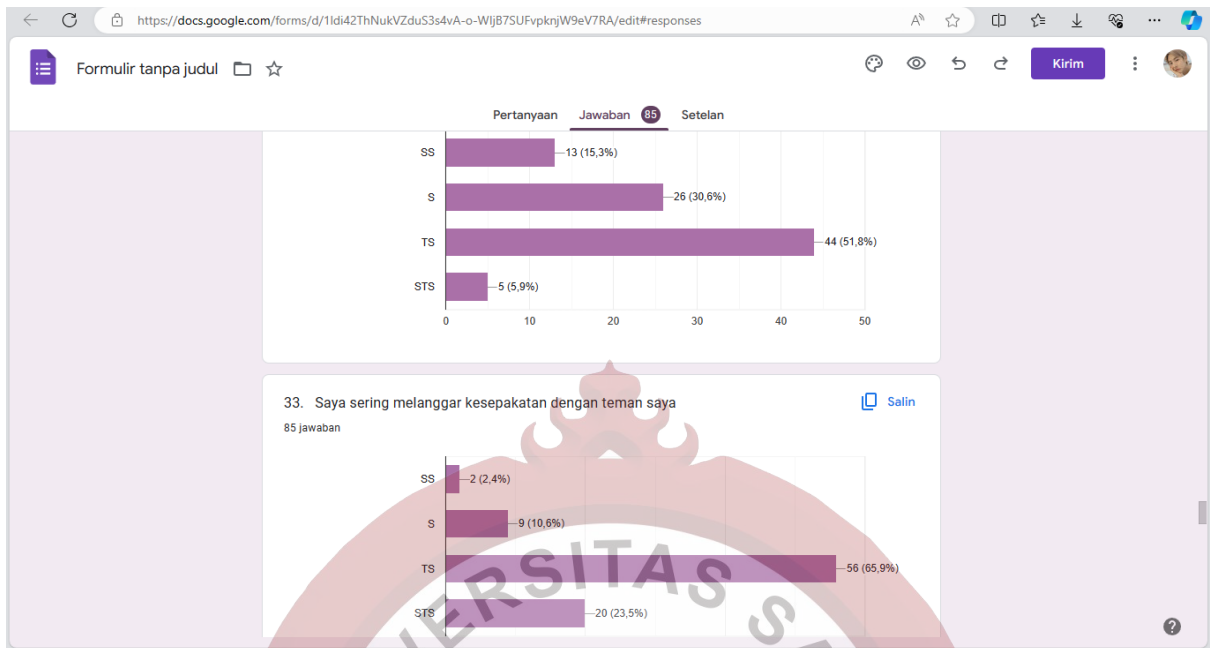 https://docs.google.com/forms/d/1Idi42ThNukVZduS3s4vA-o-WIjB7SUFvpknjW9eV7RA/edit#responses
Formulir tanpa judul
Kirim
Pertanyaan Jawaban 85 Setelan
SS 13 (15,3%)
S 26 (30,6%)
TS 44 (51,8%)
STS 5 (5,9%)
0 10 20 30 40 50
33. Saya sering melanggar kesepakatan dengan teman saya
Salin
85 jawaban
SS 2 (2,4%)
S 9 (10,6%)
TS 56 (65,9%)
STS 20 (23,5%)
VERSITAS SA